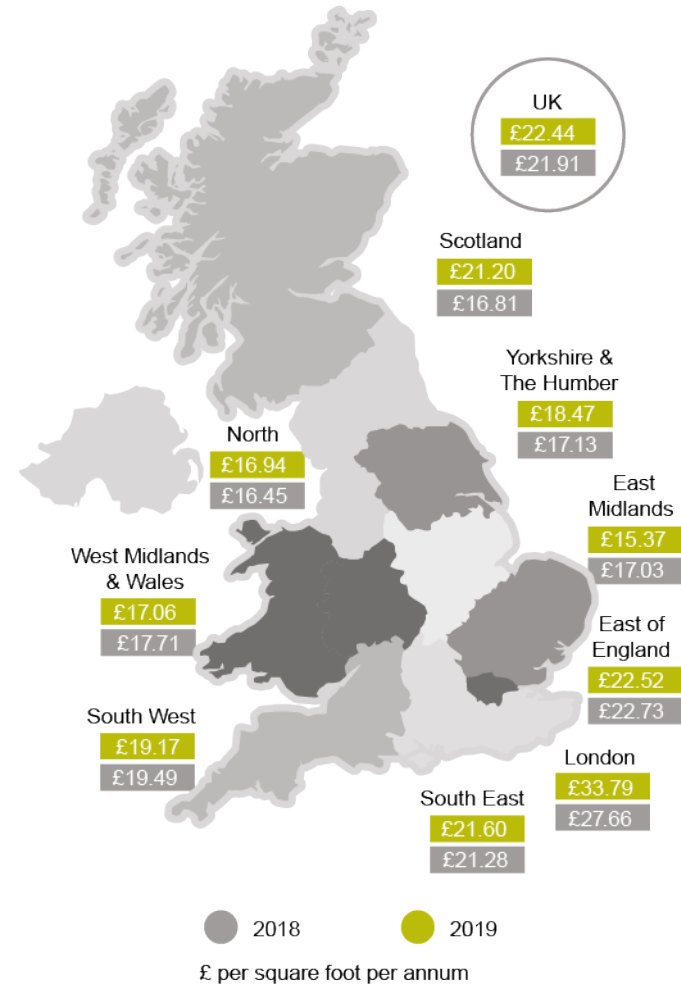 UK
£22.44
£21.91
Scotland
£21.20
£16.81
Yorkshire &
The Humber
£18.47
£17.13
North
£16.94
£16.45
East
Midlands
£15.37
£17.03
West Midlands
& Wales
£17.06
£17.71
East of
England
£22.52
£22.73
South West
£19.17
£19.49
London
£33.79
£27.66
South East
£21.60
£21.28
2018
2019
£ per square foot per annum